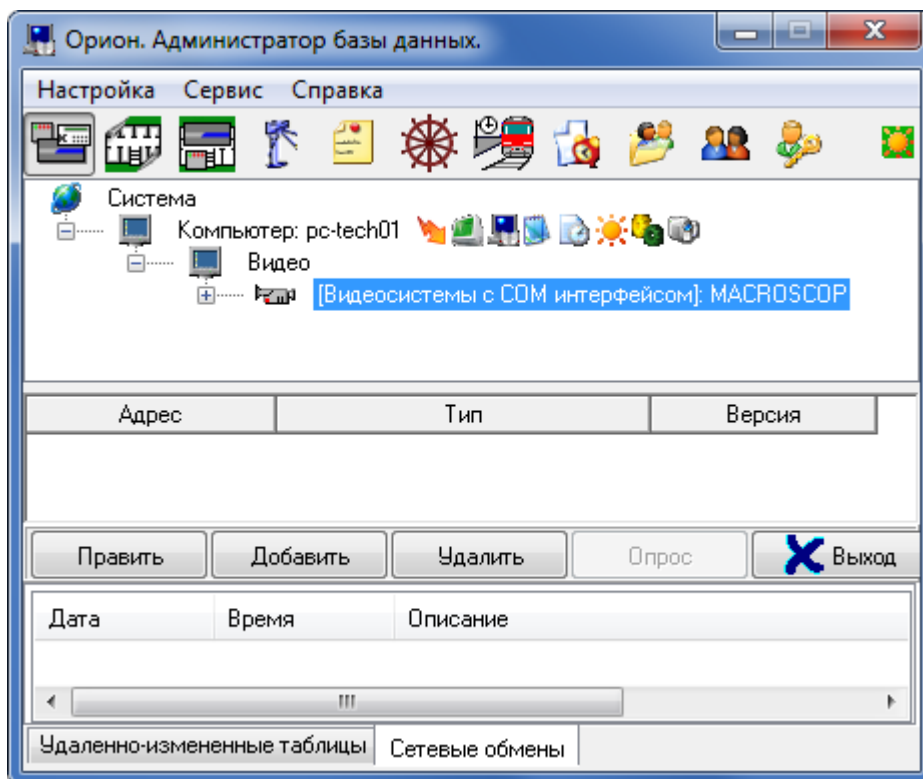 Орион. Администратор базы данных.
Настройка Сервис Справка
Система
Компьютер: pc-tech01
Видео
[Видеосистемы с COM интерфейсом]: MACROSCOP
Адрес Тип Версия
Править Добавить Удалить Опрос Выход
Дата Время Описание
Удаленно-измененные таблицы Сетевые обмены